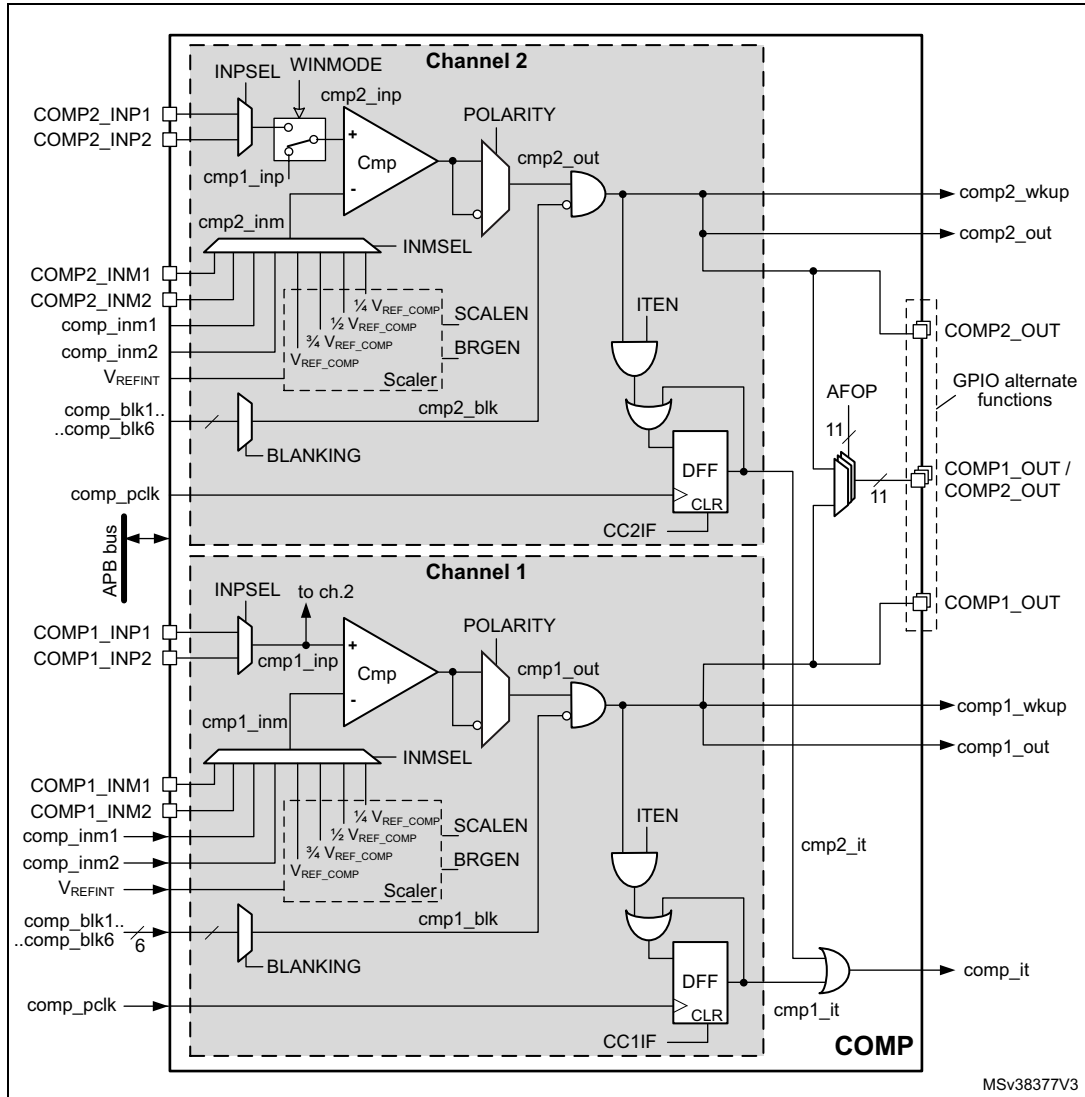 Channel 2
INPSEL
WINMODE
cmp2_inp
COMP2_INP1
COMP2_INP2
POLARITY
+
Cmp
-
cmp2_out
cmp1_inp
comp2_wkup
cmp2_inm
comp2_out
INMSEL
COMP2_INM1
COMP2_INM2
comp_inm1
comp_inm2
VREFINT
¼ VREF_COMP
½ VREF_COMP
¾ VREF_COMP
VREF_COMP
SCALEN
BRGEN
Scaler
ITEN
COMP2_OUT
GPIO alternate
functions
AFOP
11
comp_blk1..
..comp_blk6
cmp2_blk
BLANKING
DFF
CLR
COMP1_OUT /
COMP2_OUT
11
comp_pclk
CC2IF
APB bus
Channel 1
INPSEL
to ch.2
COMP1_OUT
COMP1_INP1
COMP1_INP2
POLARITY
+
Cmp
-
cmp1_inp
cmp1_out
comp1_wkup
cmp1_inm
comp1_out
INMSEL
COMP1_INM1
COMP1_INM2
comp_inm1
comp_inm2
VREFINT
¼ VREF_COMP
½ VREF_COMP
¾ VREF_COMP
VREF_COMP
SCALEN
BRGEN
Scaler
ITEN
cmp2_it
comp_blk1..
..comp_blk6
6
cmp1_blk
BLANKING
DFF
CLR
comp_it
cmp1_it
comp_pclk
CC1IF
COMP
MSv38377V3